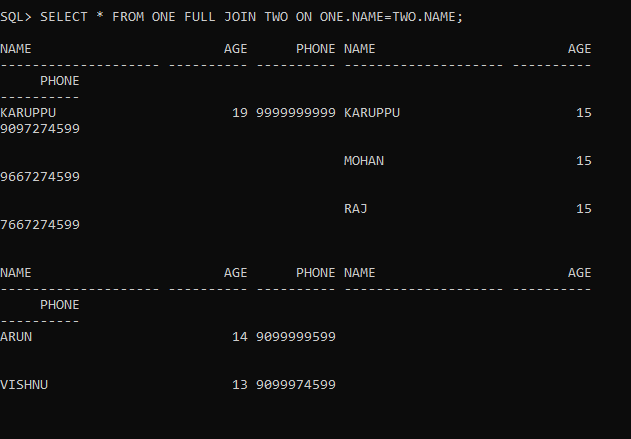 SQL> SELECT * FROM ONE FULL JOIN TWO ON ONE.NAME=TWO.NAME;
NAME                        AGE      PHONE NAME                        AGE
-------------------- ---------- ---------- -------------------- ----------
     PHONE
----------
KARUPPU                      19 9999999999 KARUPPU                      15
9097274599
                                           MOHAN                        15
9667274599
                                           RAJ                          15
7667274599
NAME                        AGE      PHONE NAME                        AGE
-------------------- ---------- ---------- -------------------- ----------
     PHONE
----------
ARUN                         14 9099999599
VISHNU                       13 9099974599